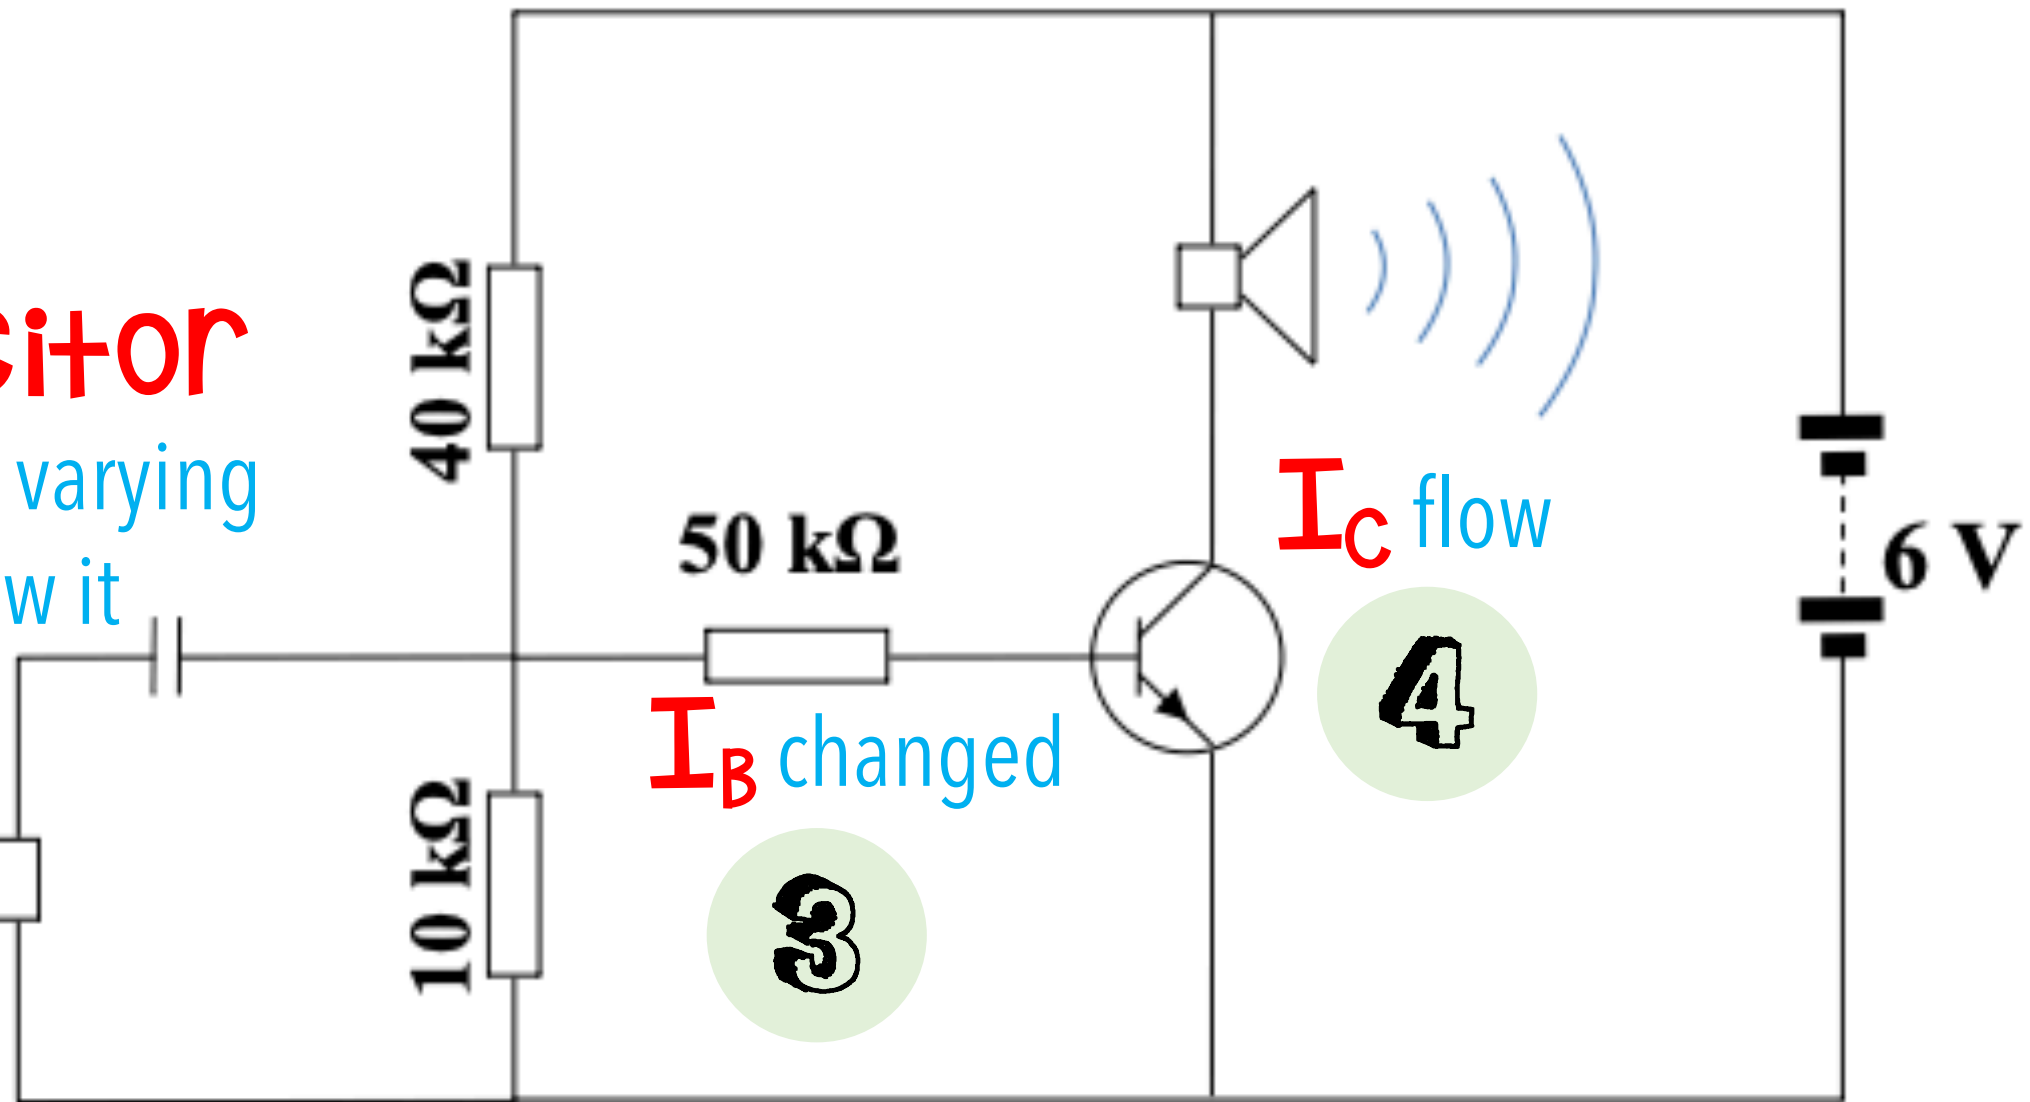 40 kΩ
citor
varying
w it
50 kΩ
IC flow
6 V
4
IB changed
10 kΩ
3